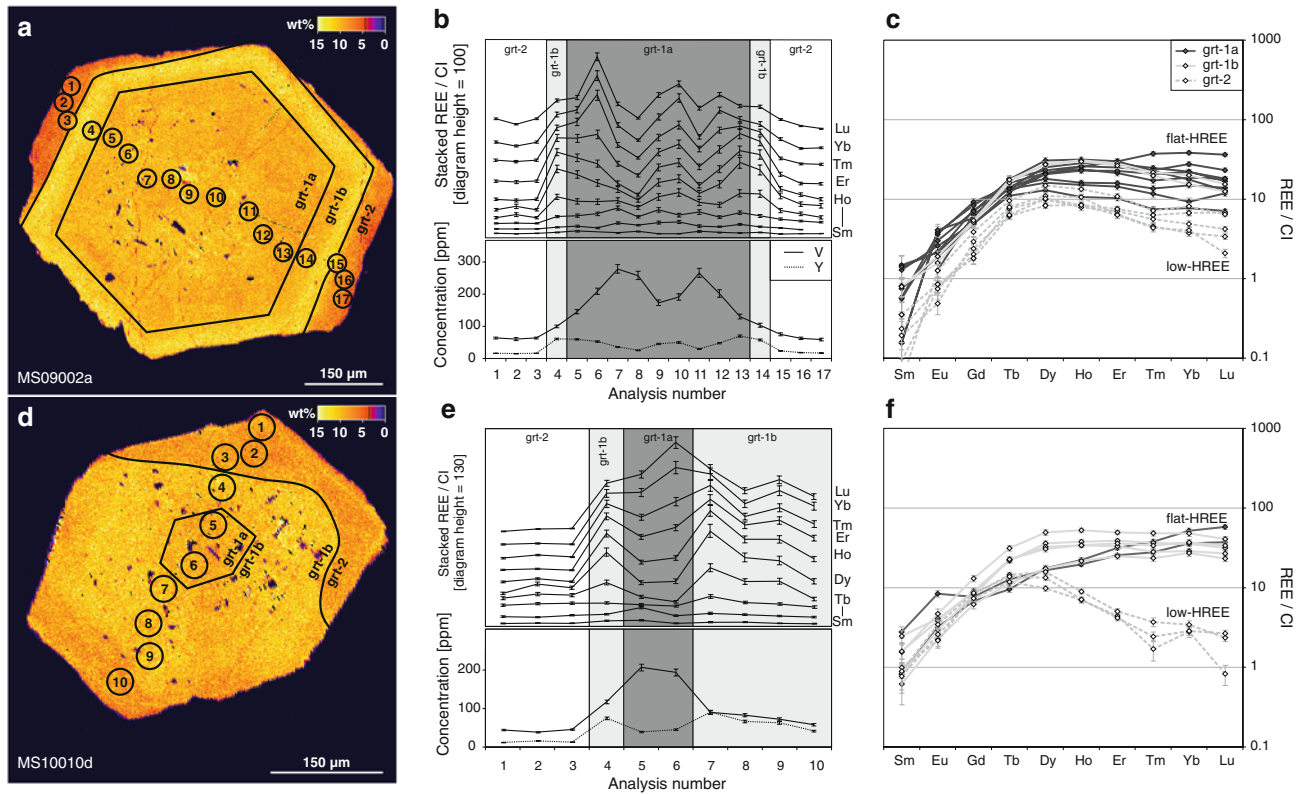 a
wt%
15 10 5 0
1
2
3
4
5
6
7
8
9
10
11
12
13
14
15
16
17
grt-1a
grt-1b
grt-2
MS09002a
150 µm
b
grt-2
grt-1b
grt-1a
grt-1b
grt-2
Stacked REE / CI
[diagram height = 100]
Lu
Yb
Tm
Er
Ho
|
Sm
Concentration [ppm]
300
200
100
0
V
Y
1 2 3 4 5 6 7 8 9 10 11 12 13 14 15 16 17
Analysis number
c
grt-1a
grt-1b
grt-2
flat-HREE
low-HREE
1000
100
10
1
0.1
REE / CI
Sm Eu Gd Tb Dy Ho Er Tm Yb Lu
d
wt%
15 10 5 0
1
2
3
4
5
6
7
8
9
10
grt-1a
grt-1b
grt-1b
grt-2
MS10010d
150 µm
e
grt-2
grt-1b
grt-1a
grt-1b
Stacked REE / CI
[diagram height = 130]
Lu
Yb
Tm
Er
Ho
Dy
Tb
|
Sm
Concentration [ppm]
200
100
0
1 2 3 4 5 6 7 8 9 10
Analysis number
f
flat-HREE
low-HREE
1000
100
10
1
0.1
REE / CI
Sm Eu Gd Tb Dy Ho Er Tm Yb Lu